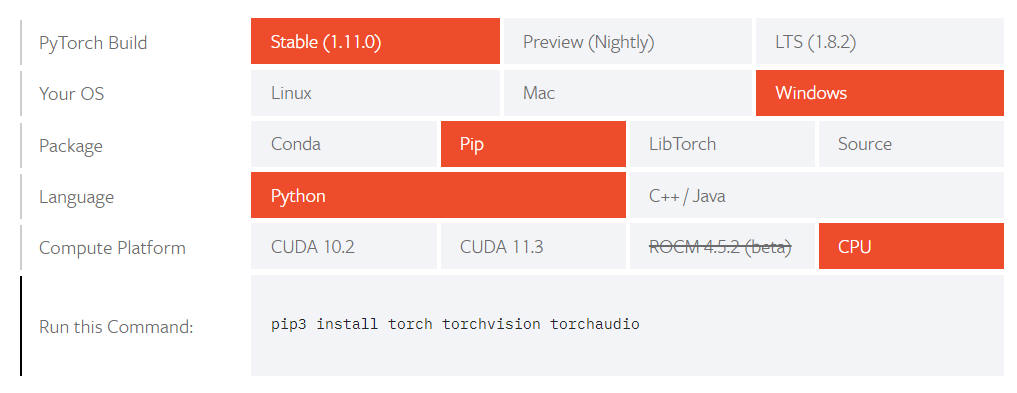 PyTorch Build Stable (1.11.0) Preview (Nightly) LTS (1.8.2)
Your OS Linux Mac Windows
Package Conda Pip LibTorch Source
Language Python C++ / Java
Compute Platform CUDA 10.2 CUDA 11.3 ROCM 4.5.2 (beta) CPU
Run this Command: pip3 install torch torchvision torchaudio